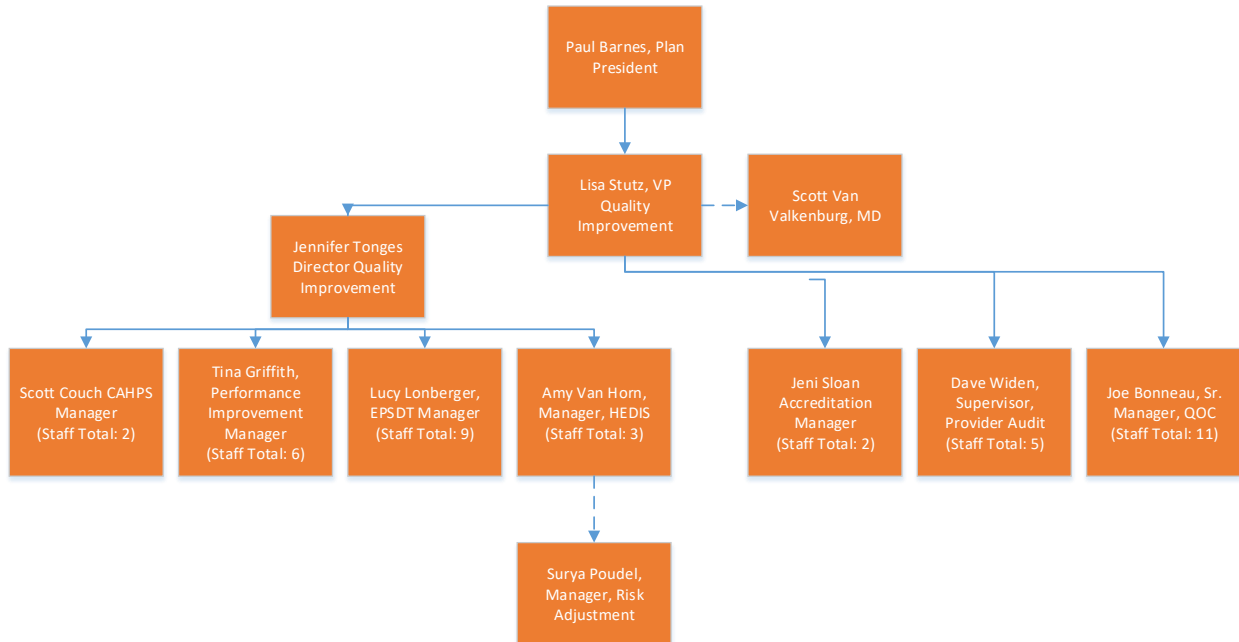 Paul Barnes, Plan
President
Lisa Stutz, VP
Quality
Improvement
Scott Van
Valkenburg, MD
Jennifer Tonges
Director Quality
Improvement
Scott Couch CAHPS
Manager
(Staff Total: 2)
Tina Griffith,
Performance
Improvement
Manager
(Staff Total: 6)
Lucy Lonberger,
EPSDT Manager
(Staff Total: 9)
Amy Van Horn,
Manager, HEDIS
(Staff Total: 3)
Jeni Sloan
Accreditation
Manager
(Staff Total: 2)
Dave Widen,
Supervisor,
Provider Audit
(Staff Total: 5)
Joe Bonneau, Sr.
Manager, QOC
(Staff Total: 11)
Surya Poudel,
Manager, Risk
Adjustment